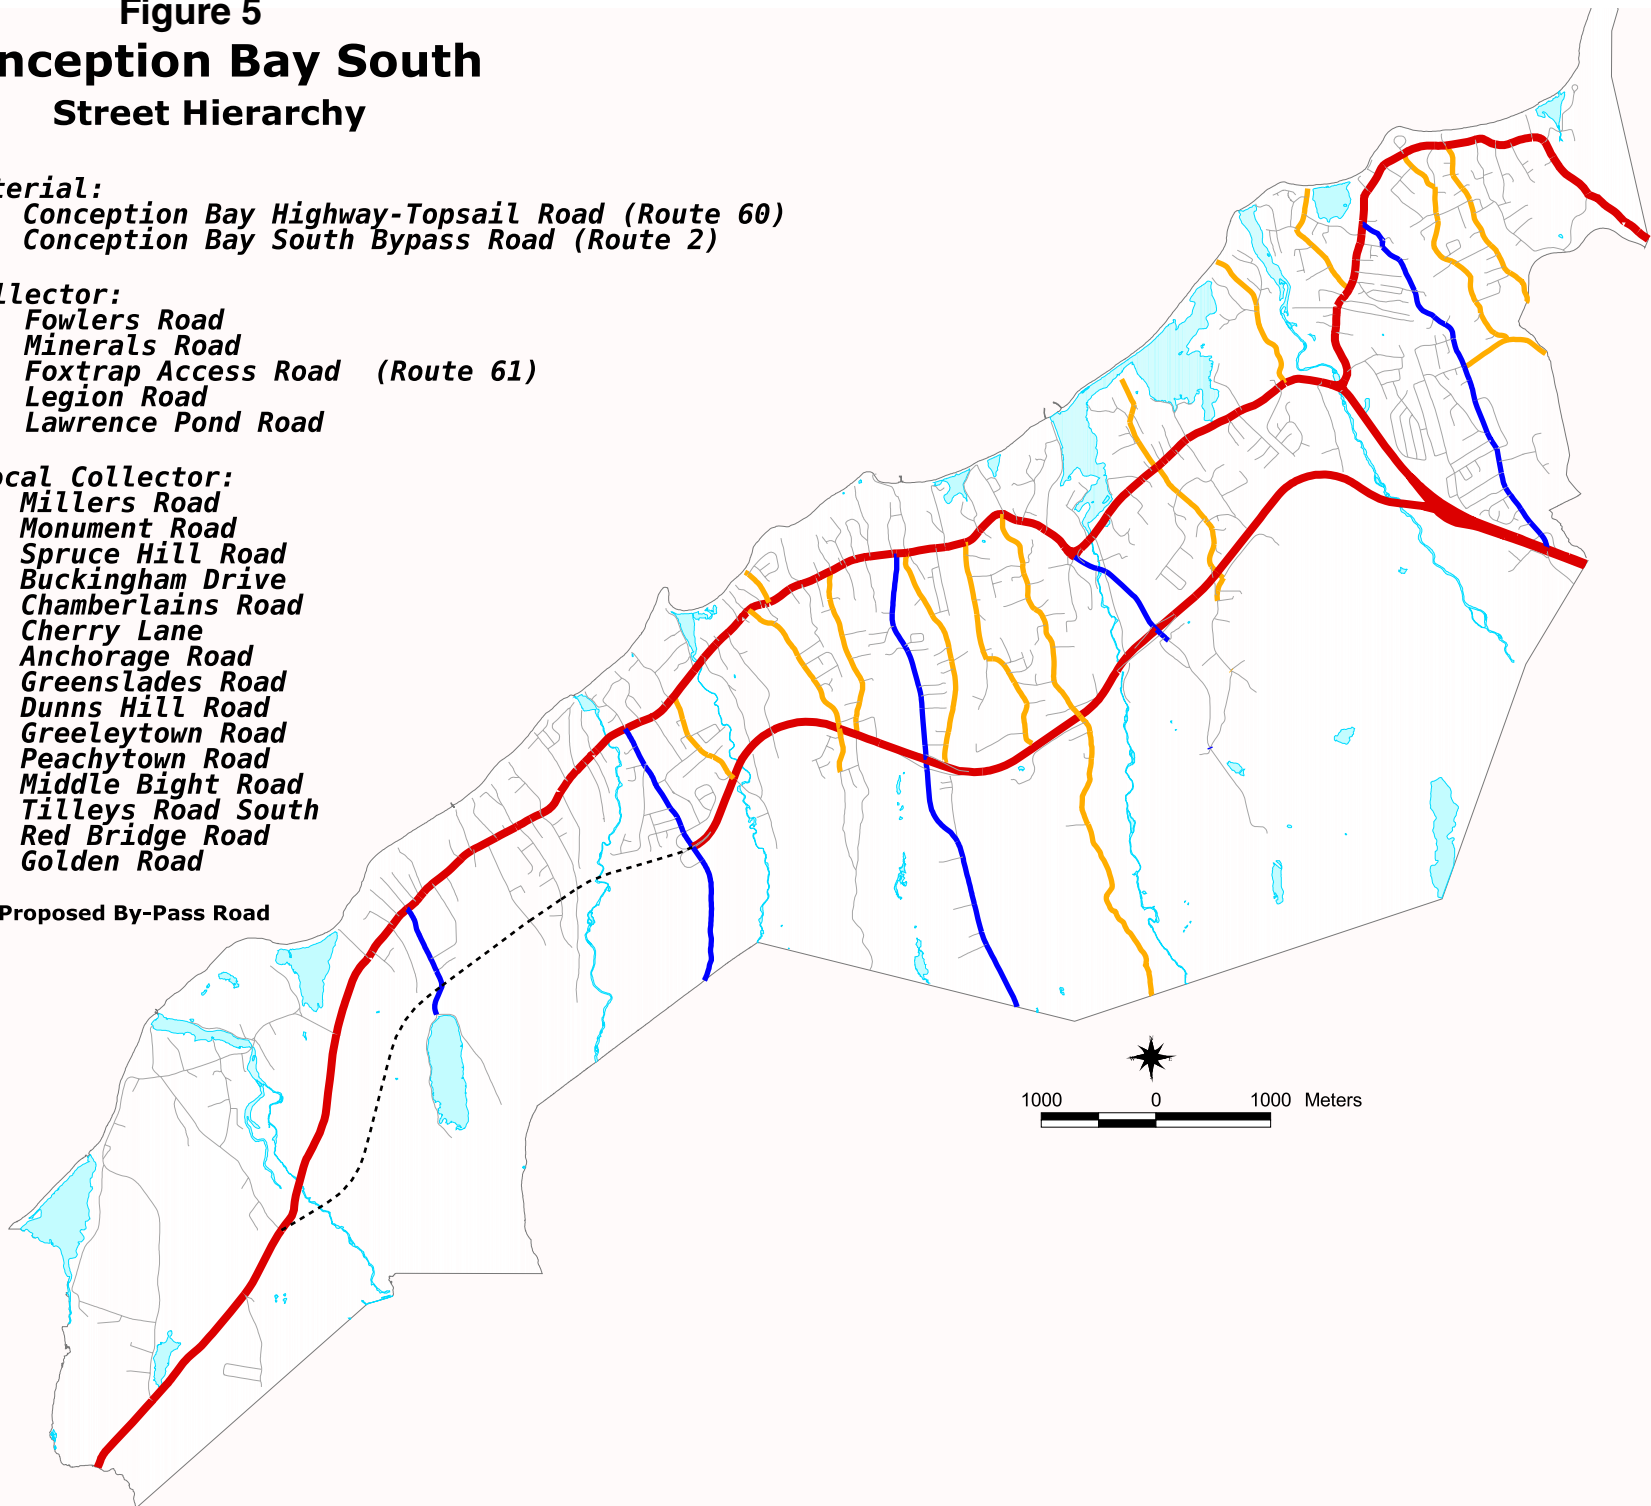 Figure 5
nception Bay South
Street Hierarchy
terial:
Conception Bay Highway-Topsail Road (Route 60)
Conception Bay South Bypass Road (Route 2)
llector:
Fowlers Road
Minerals Road
Foxtrap Access Road (Route 61)
Legion Road
Lawrence Pond Road
ocal Collector:
Millers Road
Monument Road
Spruce Hill Road
Buckingham Drive
Chamberlains Road
Cherry Lane
Anchorage Road
Greenslades Road
Dunns Hill Road
Greeleytown Road
Peachytown Road
Middle Bight Road
Tilleys Road South
Red Bridge Road
Golden Road
Proposed By-Pass Road
1000 0 1000 Meters